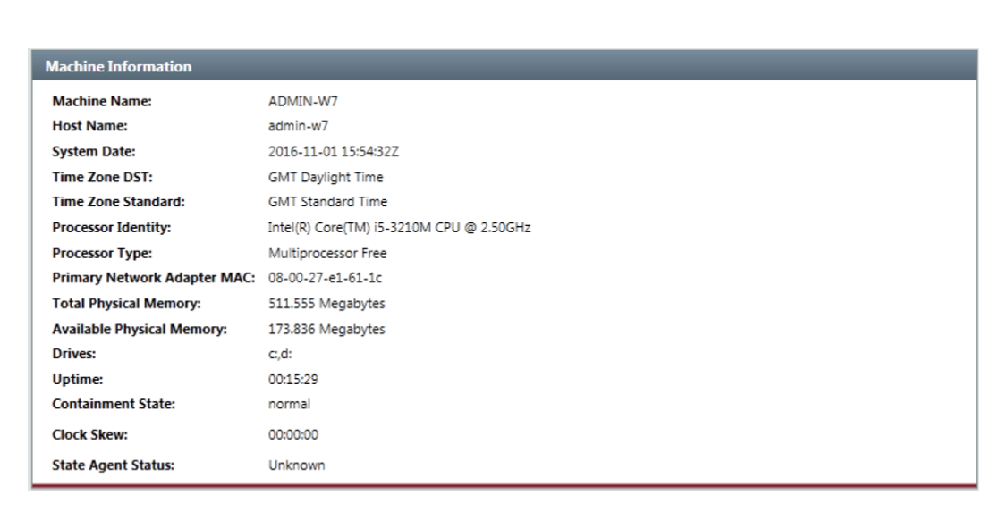 Machine Information
Machine Name: ADMIN-W7
Host Name: admin-w7
System Date: 2016-11-01 15:54:32Z
Time Zone DST: GMT Daylight Time
Time Zone Standard: GMT Standard Time
Processor Identity: Intel(R) Core(TM) i5-3210M CPU @ 2.50GHz
Processor Type: Multiprocessor Free
Primary Network Adapter MAC: 08-00-27-e1-61-1c
Total Physical Memory: 511.555 Megabytes
Available Physical Memory: 173.836 Megabytes
Drives: c:,d:
Uptime: 00:15:29
Containment State: normal
Clock Skew: 00:00:00
State Agent Status: Unknown